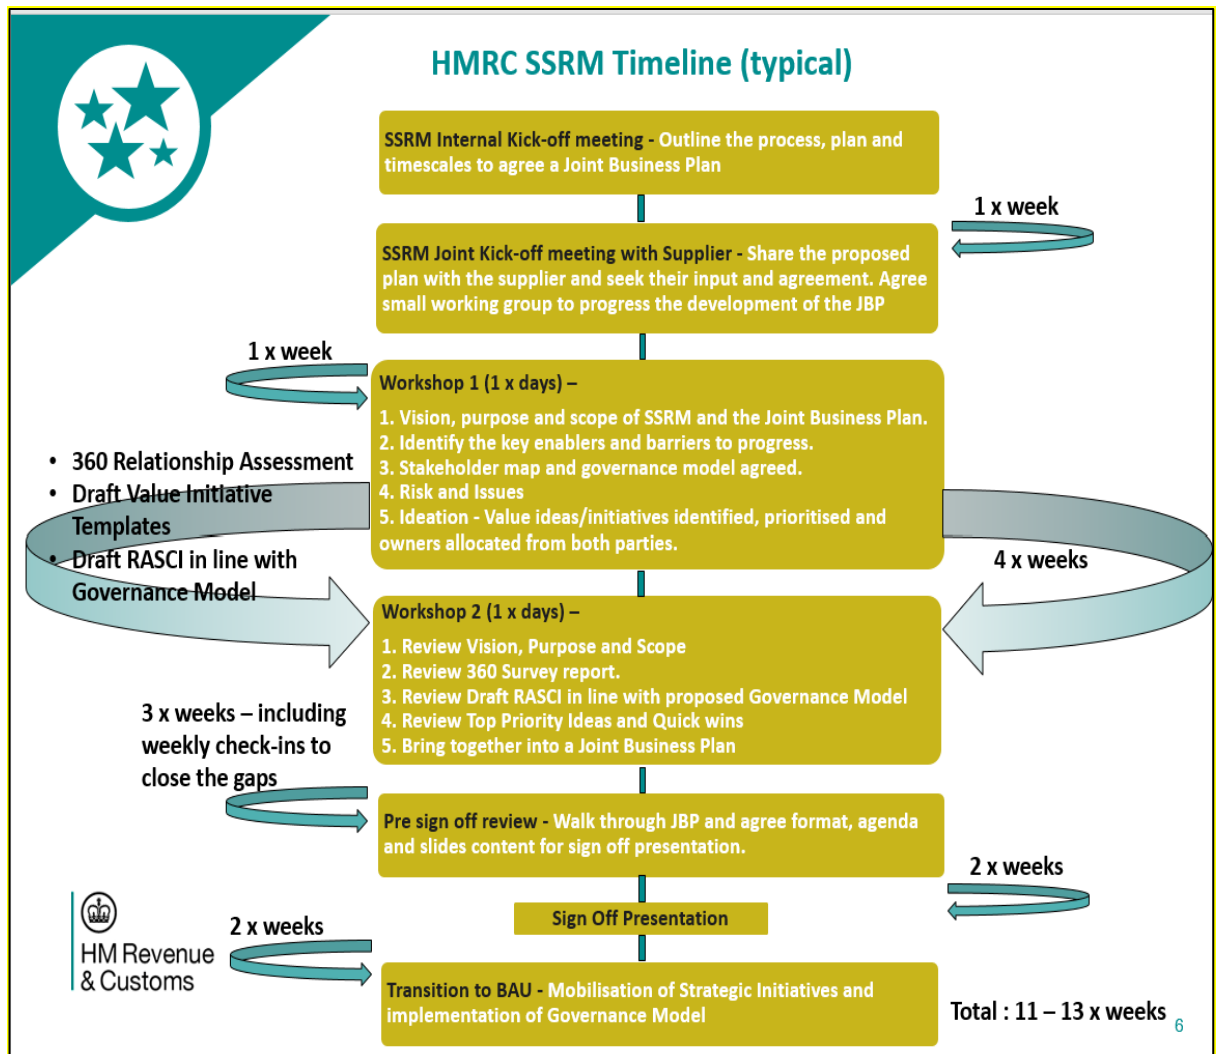 HMRC SSRM Timeline (typical)
SSRM Internal Kick-off meeting - Outline the process, plan and
timescales to agree a Joint Business Plan
1 x week
SSRM Joint Kick-off meeting with Supplier - Share the proposed
plan with the supplier and seek their input and agreement. Agree
small working group to progress the development of the JBP
1 x week
Workshop 1 (1 x days) –
1. Vision, purpose and scope of SSRM and the Joint Business Plan.
2. Identify the key enablers and barriers to progress.
3. Stakeholder map and governance model agreed.
4. Risk and Issues
5. Ideation - Value ideas/initiatives identified, prioritised and
owners allocated from both parties.
• 360 Relationship Assessment
• Draft Value Initiative
Templates
• Draft RASCI in line with
Governance Model
4 x weeks
Workshop 2 (1 x days) –
1. Review Vision, Purpose and Scope
2. Review 360 Survey report.
3. Review Draft RASCI in line with proposed Governance Model
4. Review Top Priority Ideas and Quick wins
5. Bring together into a Joint Business Plan
3 x weeks – including
weekly check-ins to
close the gaps
Pre sign off review - Walk through JBP and agree format, agenda
and slides content for sign off presentation.
2 x weeks
Sign Off Presentation
2 x weeks
HM Revenue
& Customs
Transition to BAU - Mobilisation of Strategic Initiatives and
implementation of Governance Model
Total : 11 – 13 x weeks
6